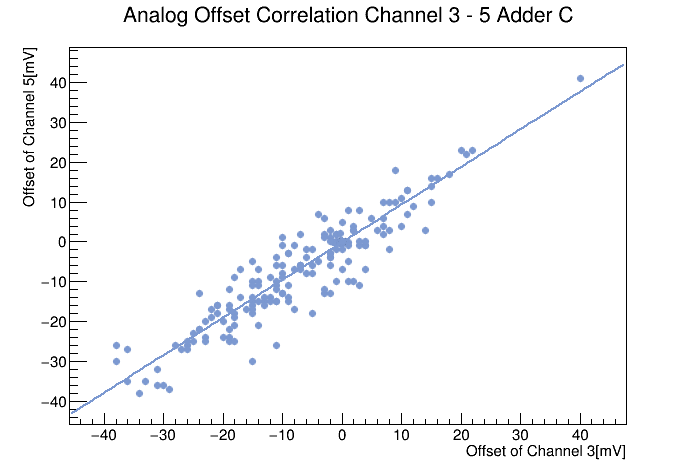 Analog Offset Correlation Channel 3 - 5 Adder C
Offset of Channel 5[mV]
40
30
20
10
0
−10
−20
−30
−40
−40 −30 −20 −10 0 10 20 30 40
Offset of Channel 3[mV]